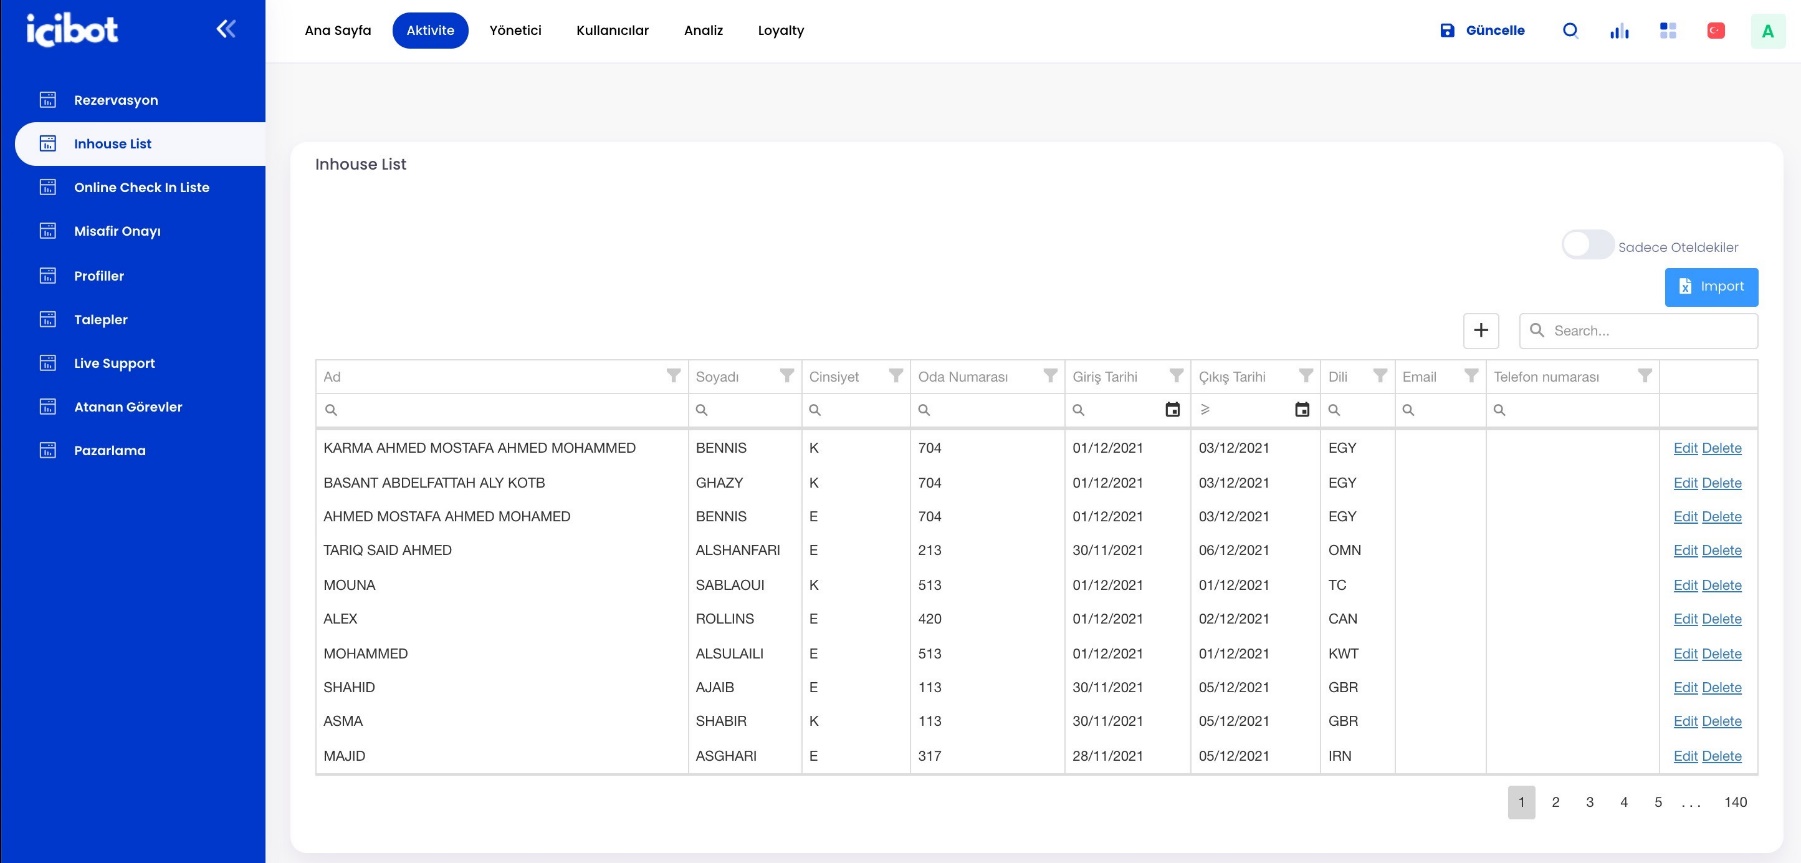 icibot
Ana Sayfa Aktivite Yönetici Kullanıcılar Analiz Loyalty Güncelle A
Rezervasyon
Inhouse List
Online Check In Liste
Misafir Onayı
Profiller
Talepler
Live Support
Atanan Görevler
Pazarlama
Inhouse List
Sadece Oteldekiler
Import
+ Search...
Ad Soyadı Cinsiyet Oda Numarası Giriş Tarihi Çıkış Tarihi Dili Email Telefon numarası
≥
KARMA AHMED MOSTAFA AHMED MOHAMMED BENNIS K 704 01/12/2021 03/12/2021 EGY Edit Delete
BASANT ABDELFATTAH ALY KOTB GHAZY K 704 01/12/2021 03/12/2021 EGY Edit Delete
AHMED MOSTAFA AHMED MOHAMED BENNIS E 704 01/12/2021 03/12/2021 EGY Edit Delete
TARIQ SAID AHMED ALSHANFARI E 213 30/11/2021 06/12/2021 OMN Edit Delete
MOUNA SABLAOUI K 513 01/12/2021 01/12/2021 TC Edit Delete
ALEX ROLLINS E 420 01/12/2021 02/12/2021 CAN Edit Delete
MOHAMMED ALSULAILI E 513 01/12/2021 01/12/2021 KWT Edit Delete
SHAHID AJAIB E 113 30/11/2021 05/12/2021 GBR Edit Delete
ASMA SHABIR K 113 30/11/2021 05/12/2021 GBR Edit Delete
MAJID ASGHARI E 317 28/11/2021 05/12/2021 IRN Edit Delete
1 2 3 4 5 ... 140